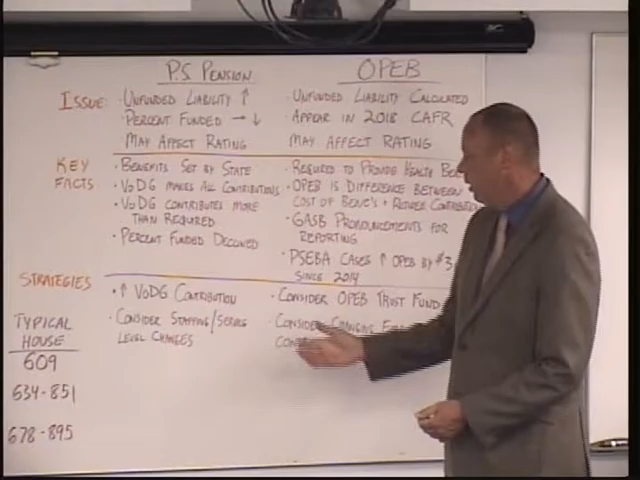 P.S. PENSION
OPEB
ISSUE
• UNFUNDED LIABILITY ↑
• PERCENT FUNDED → ↓
MAY AFFECT RATING
• UNFUNDED LIABILITY CALCULATED
• APPEAR IN 2018 CAFR,
MAY AFFECT RATING
KEY
FACTS
• BENEFITS SET BY STATE
• VODG MAKES ALL CONTRIBUTIONS
• VODG CONTRIBUTES MORE
THAN REQUIRED
• PERCENT FUNDED DECLINED
• REQUIRED TO PROVIDE HEALTH
• OPEB IS DIFFERENCE BETWEEN
COST OF BENE'S + RETIREE
• GASB PRONOUNCEMENTS FOR
REPORTING
• PSEBA CASES ↑ OPEB BY $3
SINCE 2014
STRATEGIES
• ↑ VODG CONTRIBUTION
• CONSIDER STAFFING/SERVICE
LEVEL CHANGES
• CONSIDER OPEB TRUST FUND
• CONSIDER CHANGING
TYPICAL
HOUSE
609
634-851
678-895